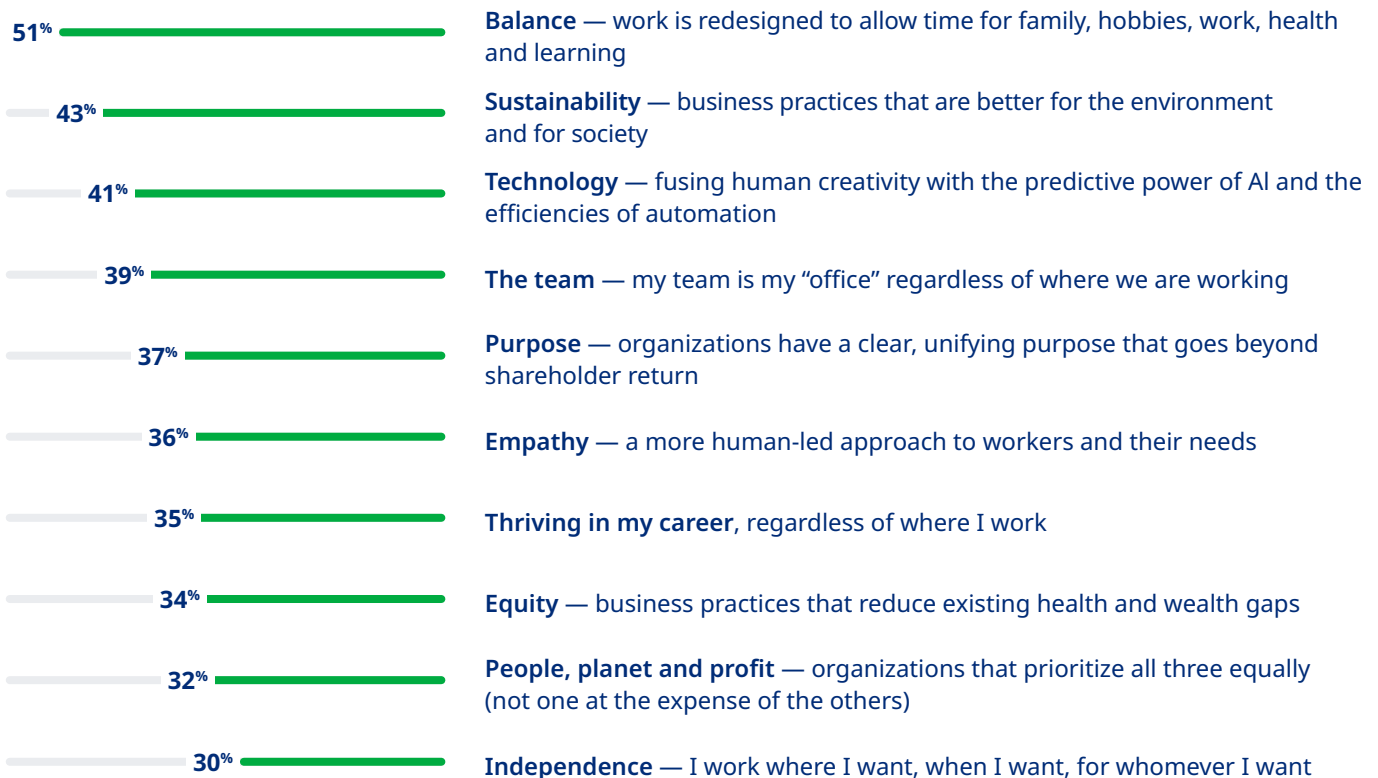 51%
Balance — work is redesigned to allow time for family, hobbies, work, health
and learning
43%
Sustainability — business practices that are better for the environment
and for society
41%
Technology — fusing human creativity with the predictive power of AI and the
efficiencies of automation
39%
The team — my team is my “office” regardless of where we are working
37%
Purpose — organizations have a clear, unifying purpose that goes beyond
shareholder return
36%
Empathy — a more human-led approach to workers and their needs
35%
Thriving in my career, regardless of where I work
34%
Equity — business practices that reduce existing health and wealth gaps
32%
People, planet and profit — organizations that prioritize all three equally
(not one at the expense of the others)
30%
Independence — I work where I want, when I want, for whomever I want